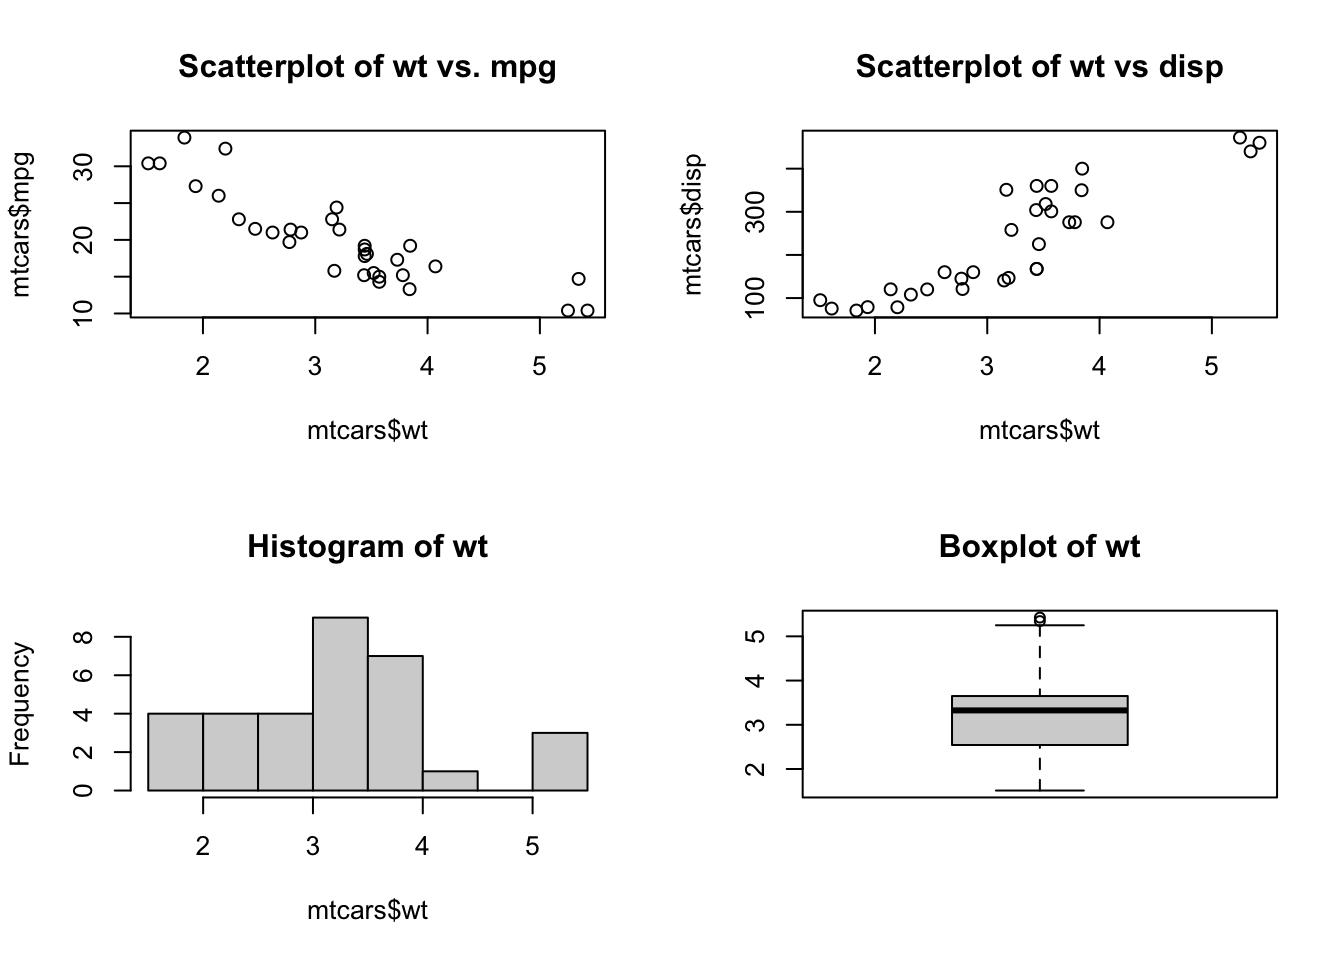 Scatterplot of wt vs. mpg
mtcars$mpg
30
20
10
2 3 4 5
mtcars$wt
Scatterplot of wt vs disp
mtcars$disp
300
100
2 3 4 5
mtcars$wt
Histogram of wt
Frequency
8
6
4
2
0
2 3 4 5
mtcars$wt
Boxplot of wt
5
4
3
2